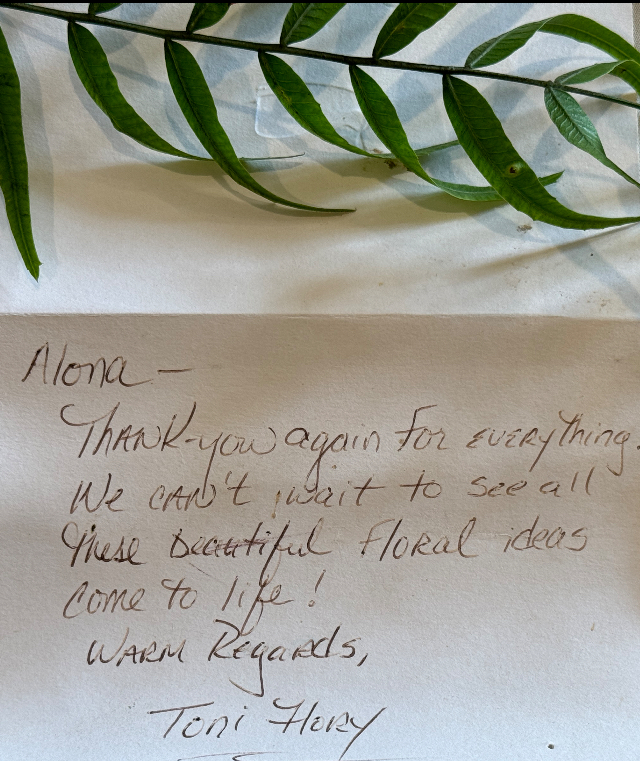 Alona —
Thank-you again for everything.
We can't wait to see all
these beautiful floral ideas
come to life!
Warm Regards,
Toni Flory